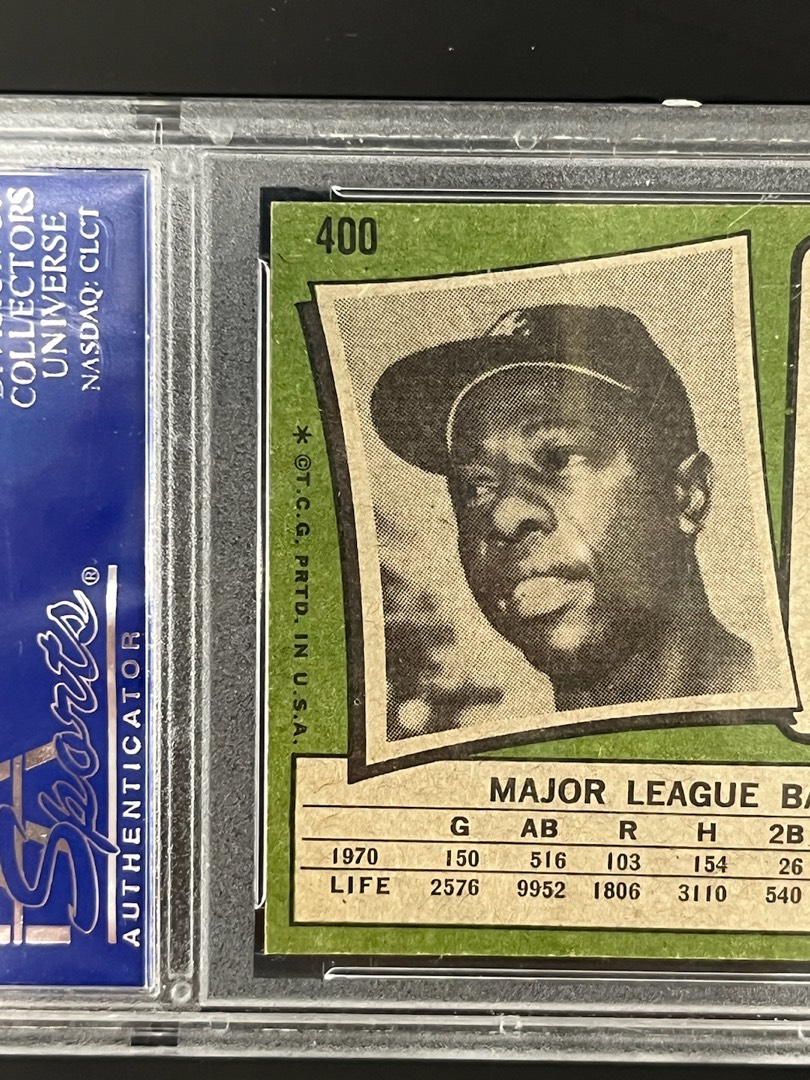 COLLECTORS
UNIVERSE
NASDAQ: CLCT
Sports®
AUTHENTICATOR
400
* ©T.C.G. PRTD. IN U.S.A.
MAJOR LEAGUE
G AB R H 2B
1970 150 516 103 154 26
LIFE 2576 9952 1806 3110 540